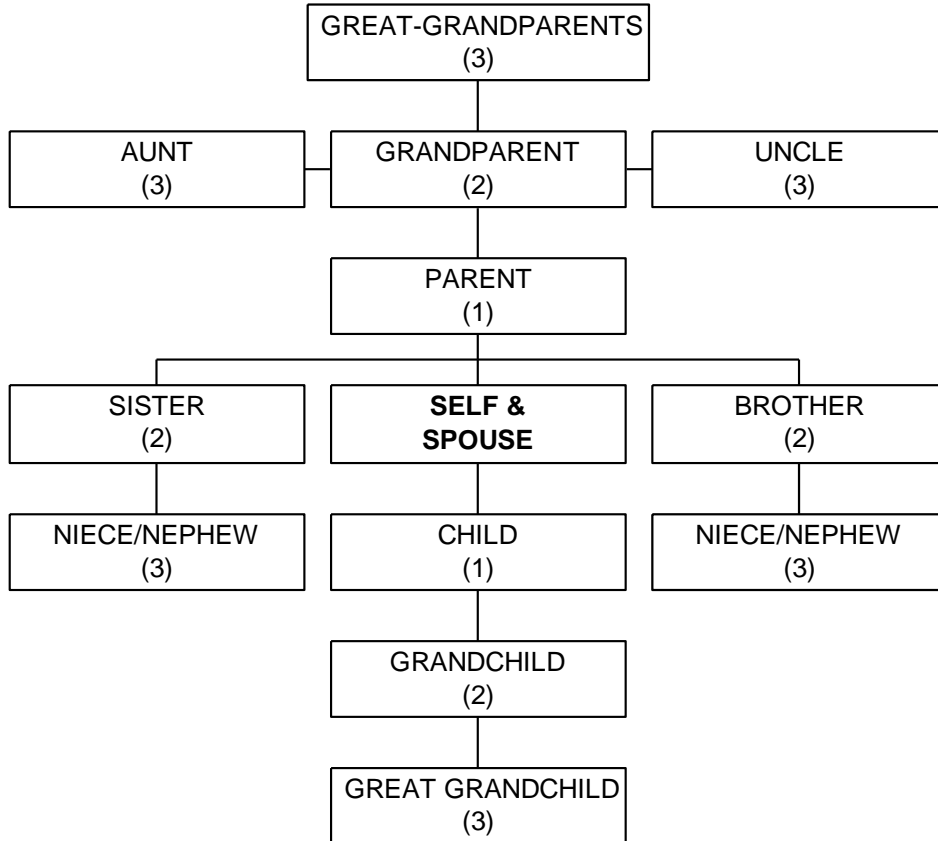 GREAT-GRANDPARENTS
(3)
AUNT
(3)
GRANDPARENT
(2)
UNCLE
(3)
PARENT
(1)
SISTER
(2)
SELF &
SPOUSE
BROTHER
(2)
NIECE/NEPHEW
(3)
CHILD
(1)
NIECE/NEPHEW
(3)
GRANDCHILD
(2)
GREAT GRANDCHILD
(3)